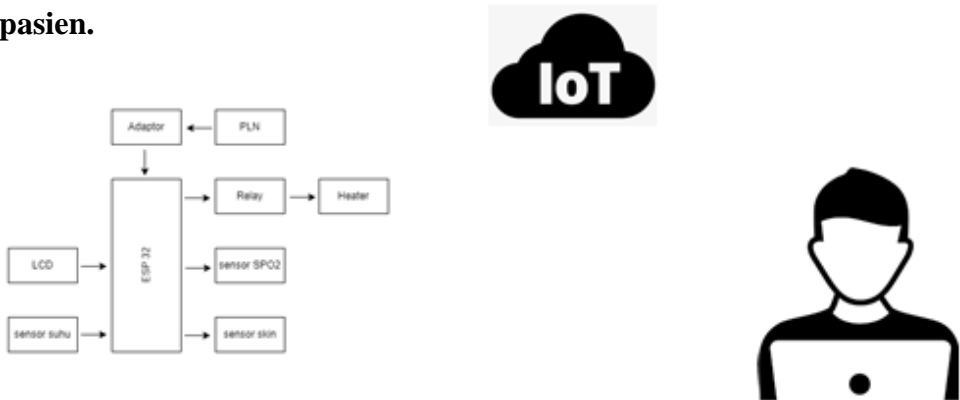 pasien.
IoT
Adaptor
PLN
Relay
Heater
ESP 32
LCD
sensor SPO2
sensor suhu
sensor skin